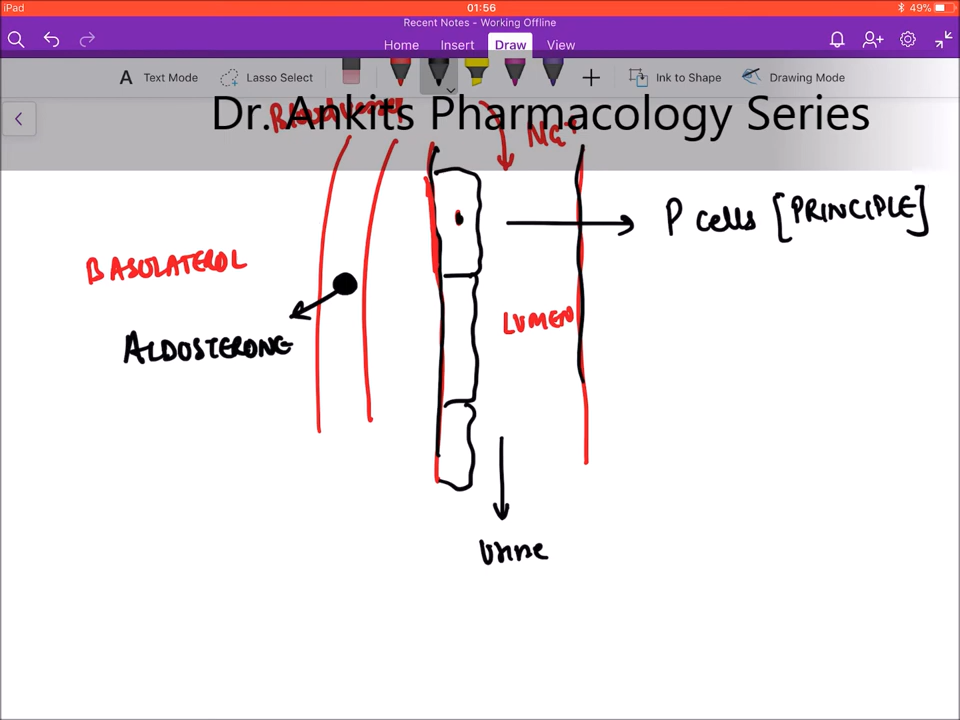 iPad
01:56
49%
Recent Notes - Working Offline
Home Insert Draw View
A Text Mode Lasso Select Ink to Shape Drawing Mode
Dr. Ankits Pharmacology Series
Na+
P cells [PRINCIPLE]
BASOLATEROL
LUMEN
ALDOSTERONE
Urine